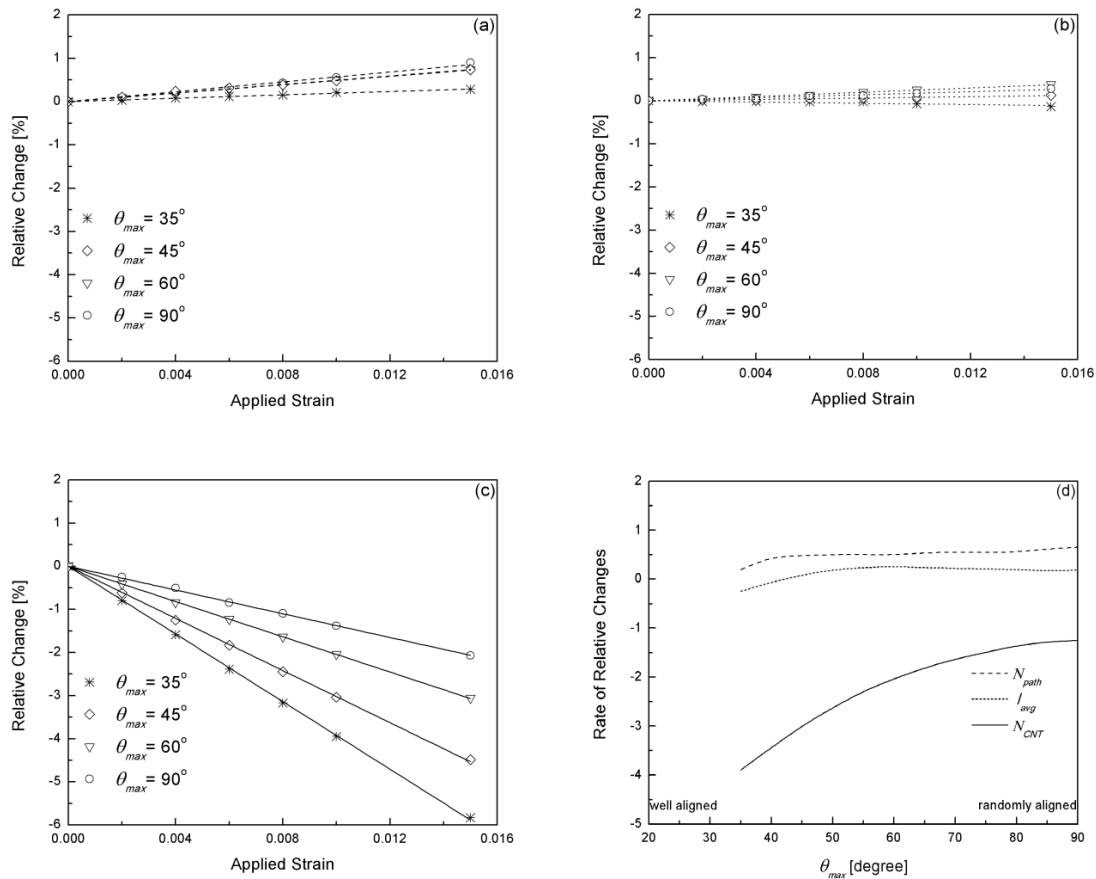 (a)
2
1
0
-1
-2
-3
-4
-5
-6
Relative Change [%]
θmax= 35°
θmax= 45°
θmax= 60°
θmax= 90°
0.000 0.004 0.008 0.012 0.016
Applied Strain
(b)
2
1
0
-1
-2
-3
-4
-5
-6
Relative Change [%]
θmax= 35°
θmax= 45°
θmax= 60°
θmax= 90°
0.000 0.004 0.008 0.012 0.016
Applied Strain
(c)
2
1
0
-1
-2
-3
-4
-5
-6
Relative Change [%]
θmax= 35°
θmax= 45°
θmax= 60°
θmax= 90°
0.000 0.004 0.008 0.012 0.016
Applied Strain
(d)
2
1
0
-1
-2
-3
-4
-5
Rate of Relative Changes
Npath
lavg
NCNT
well aligned
randomly aligned
20 30 40 50 60 70 80 90
θmax [degree]